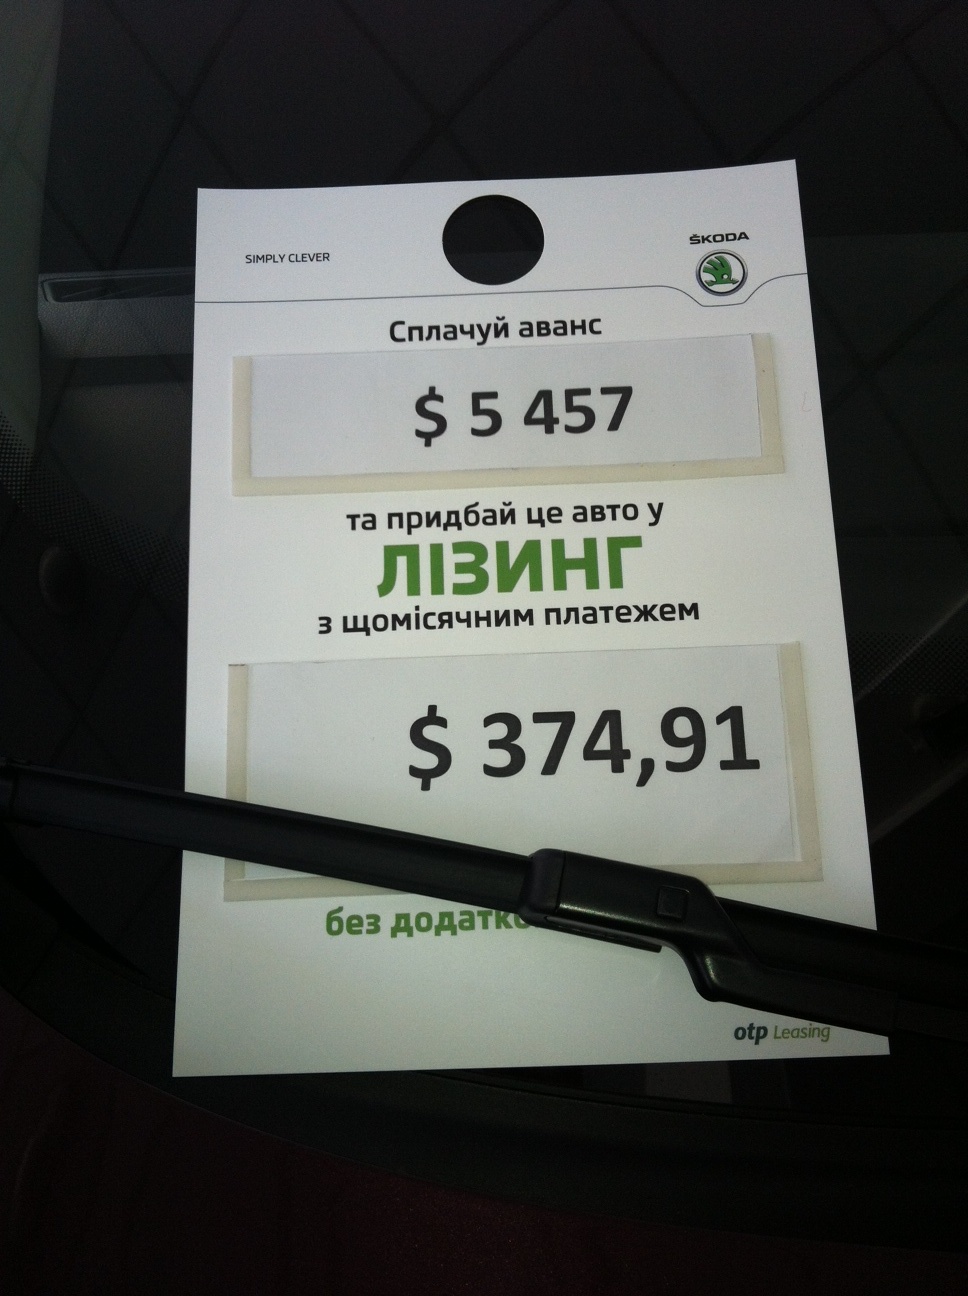 SIMPLY CLEVER
ŠKODA
Сплачуй аванс
$ 5 457
та придбай це авто у
ЛІЗИНГ
з щомісячним платежем
$ 374,91
без
otp Leasing